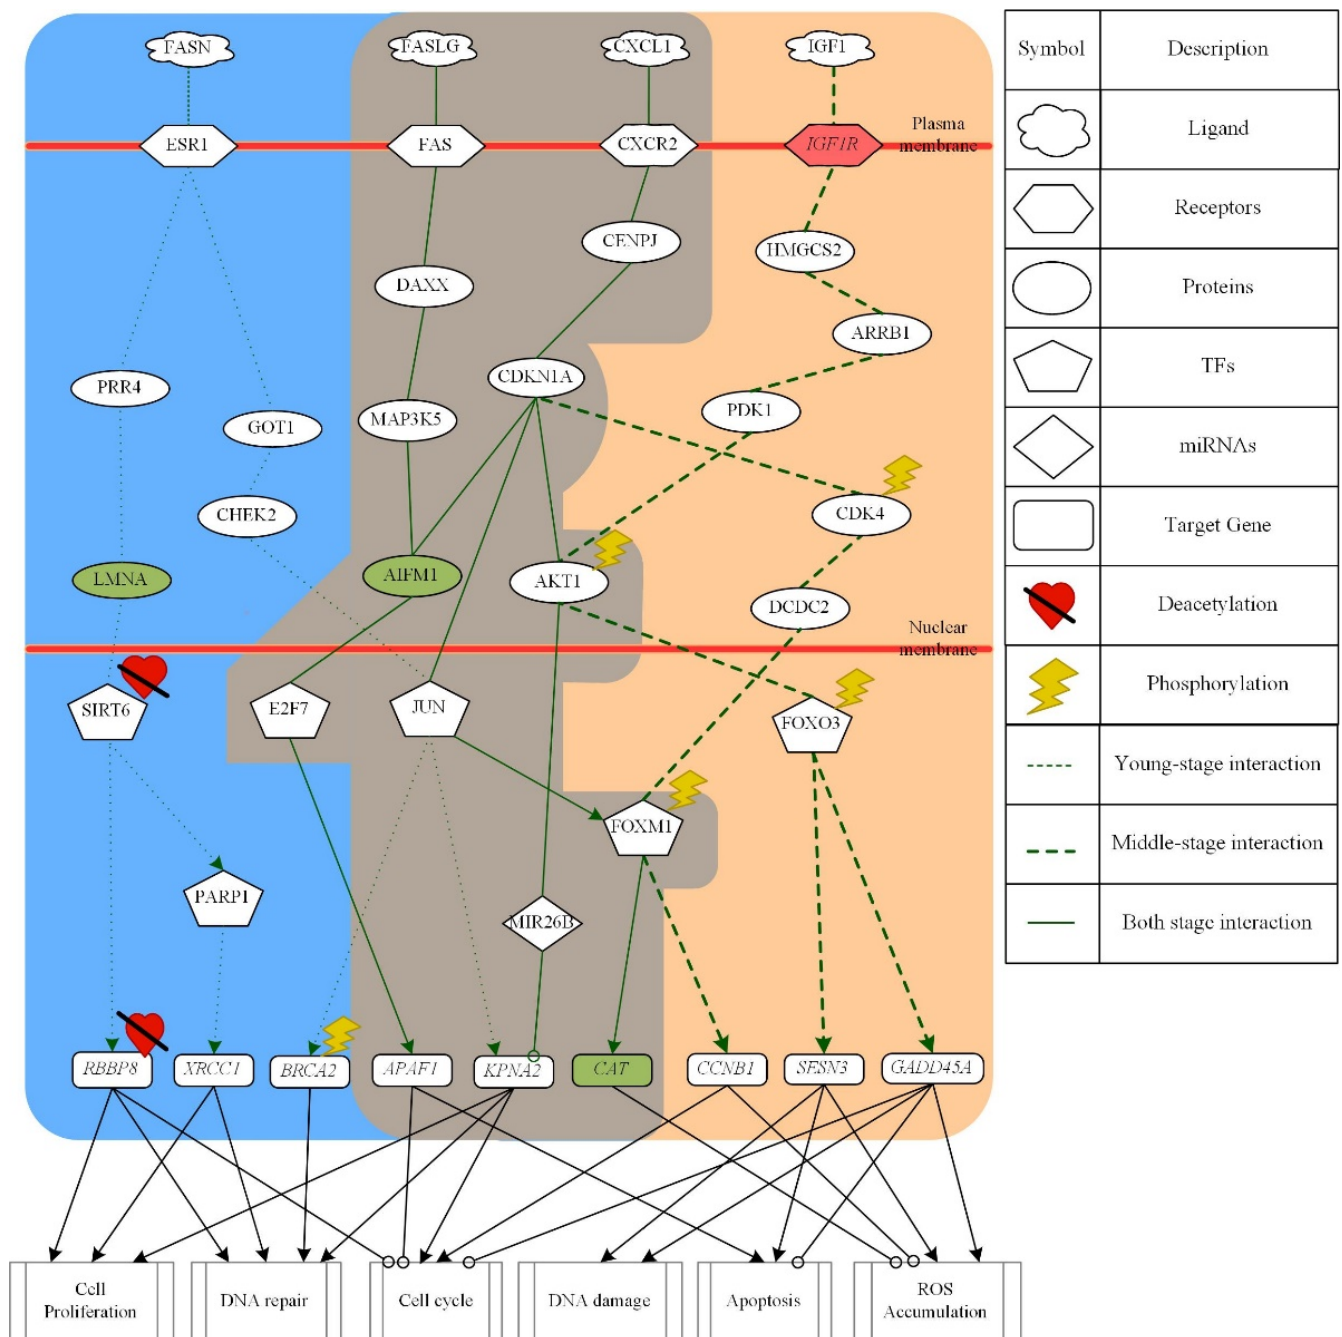 FASN
FASLG
CXCL1
IGF1
ESR1
FAS
CXCR2
IGF1R
Plasma
membrane
CENPJ
HMGCS2
DAXX
ARRB1
PRR4
CDKN1A
PDK1
GOT1
MAP3K5
CHEK2
CDK4
LMNA
AIFM1
AKT1
DCDC2
Nuclear
membrane
SIRT6
E2F7
JUN
FOXO3
FOXM1
PARP1
MIR26B
RBBP8
XRCC1
BRCA2
APAF1
KPNA2
CAT
CCNB1
SESN3
GADD45A
Cell
Proliferation
DNA repair
Cell cycle
DNA damage
Apoptosis
ROS
Accumulation
Symbol Description
Ligand
Receptors
Proteins
TFs
miRNAs
Target Gene
Deacetylation
Phosphorylation
Young-stage interaction
Middle-stage interaction
Both stage interaction